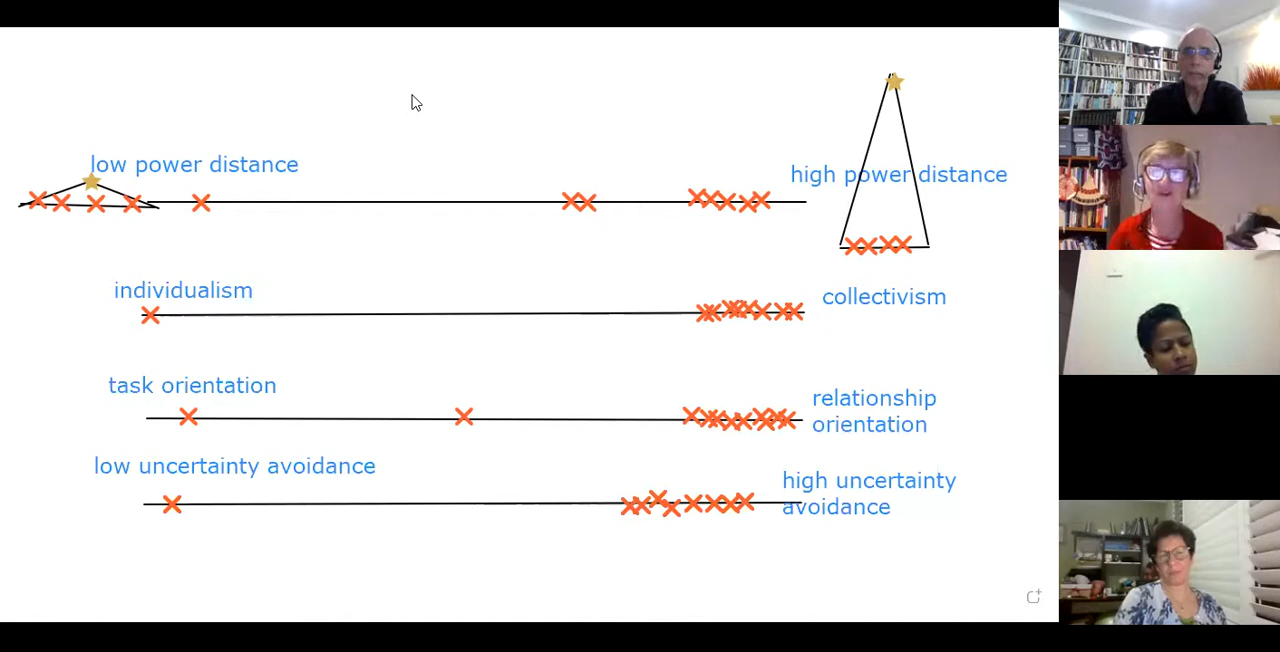 low power distance
high power distance
individualism
collectivism
task orientation
relationship
orientation
low uncertainty avoidance
high uncertainty
avoidance